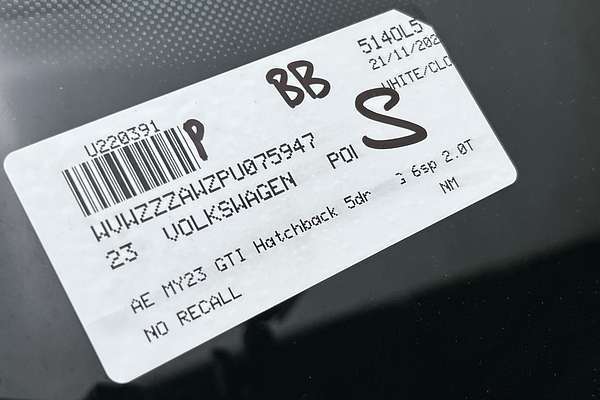 5140L5
21/11/202
WHITE/CLO
BB
S
U220391
P
WVWZZZAWZPU075947
23 VOLKSWAGEN POI
AE MY23 GTI Hatchback 5dr 6sp 2.0T
NO RECALL NM